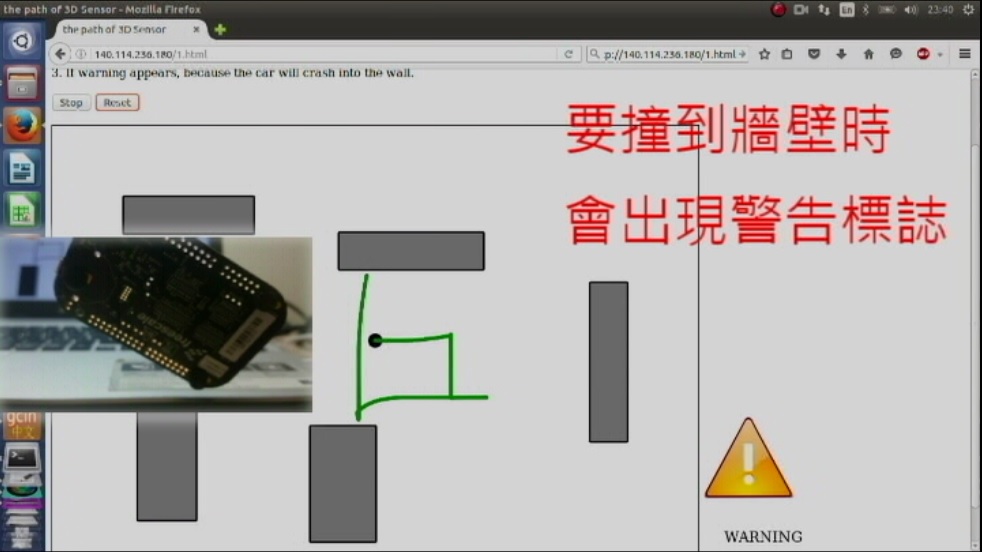 the path of 3D Sensor - Mozilla Firefox
En
23:40
the path of 3D Sensor
140.114.236.180/1.html
p://140.114.236.180/1.html
3. If warning appears, because the car will crash into the wall.
Stop
Reset
要撞到牆壁時
會出現警告標誌
freescale
gcin
中文
WARNING